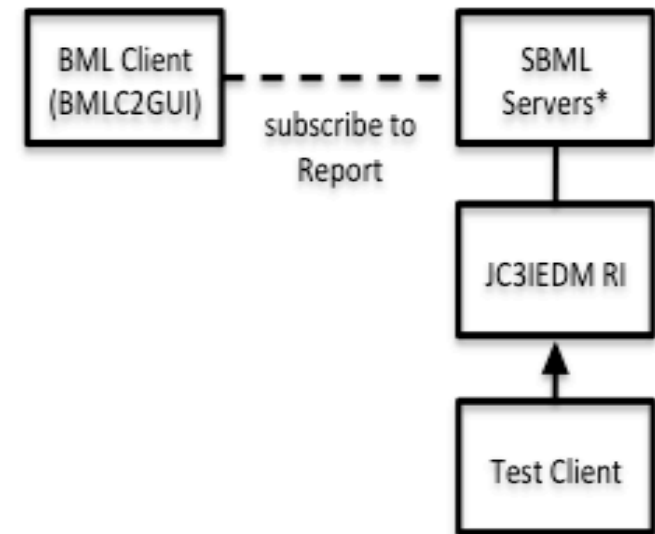 BML Client
(BMLC2GUI)
subscribe to
Report
SBML
Servers*
JC3IEDM RI
Test Client